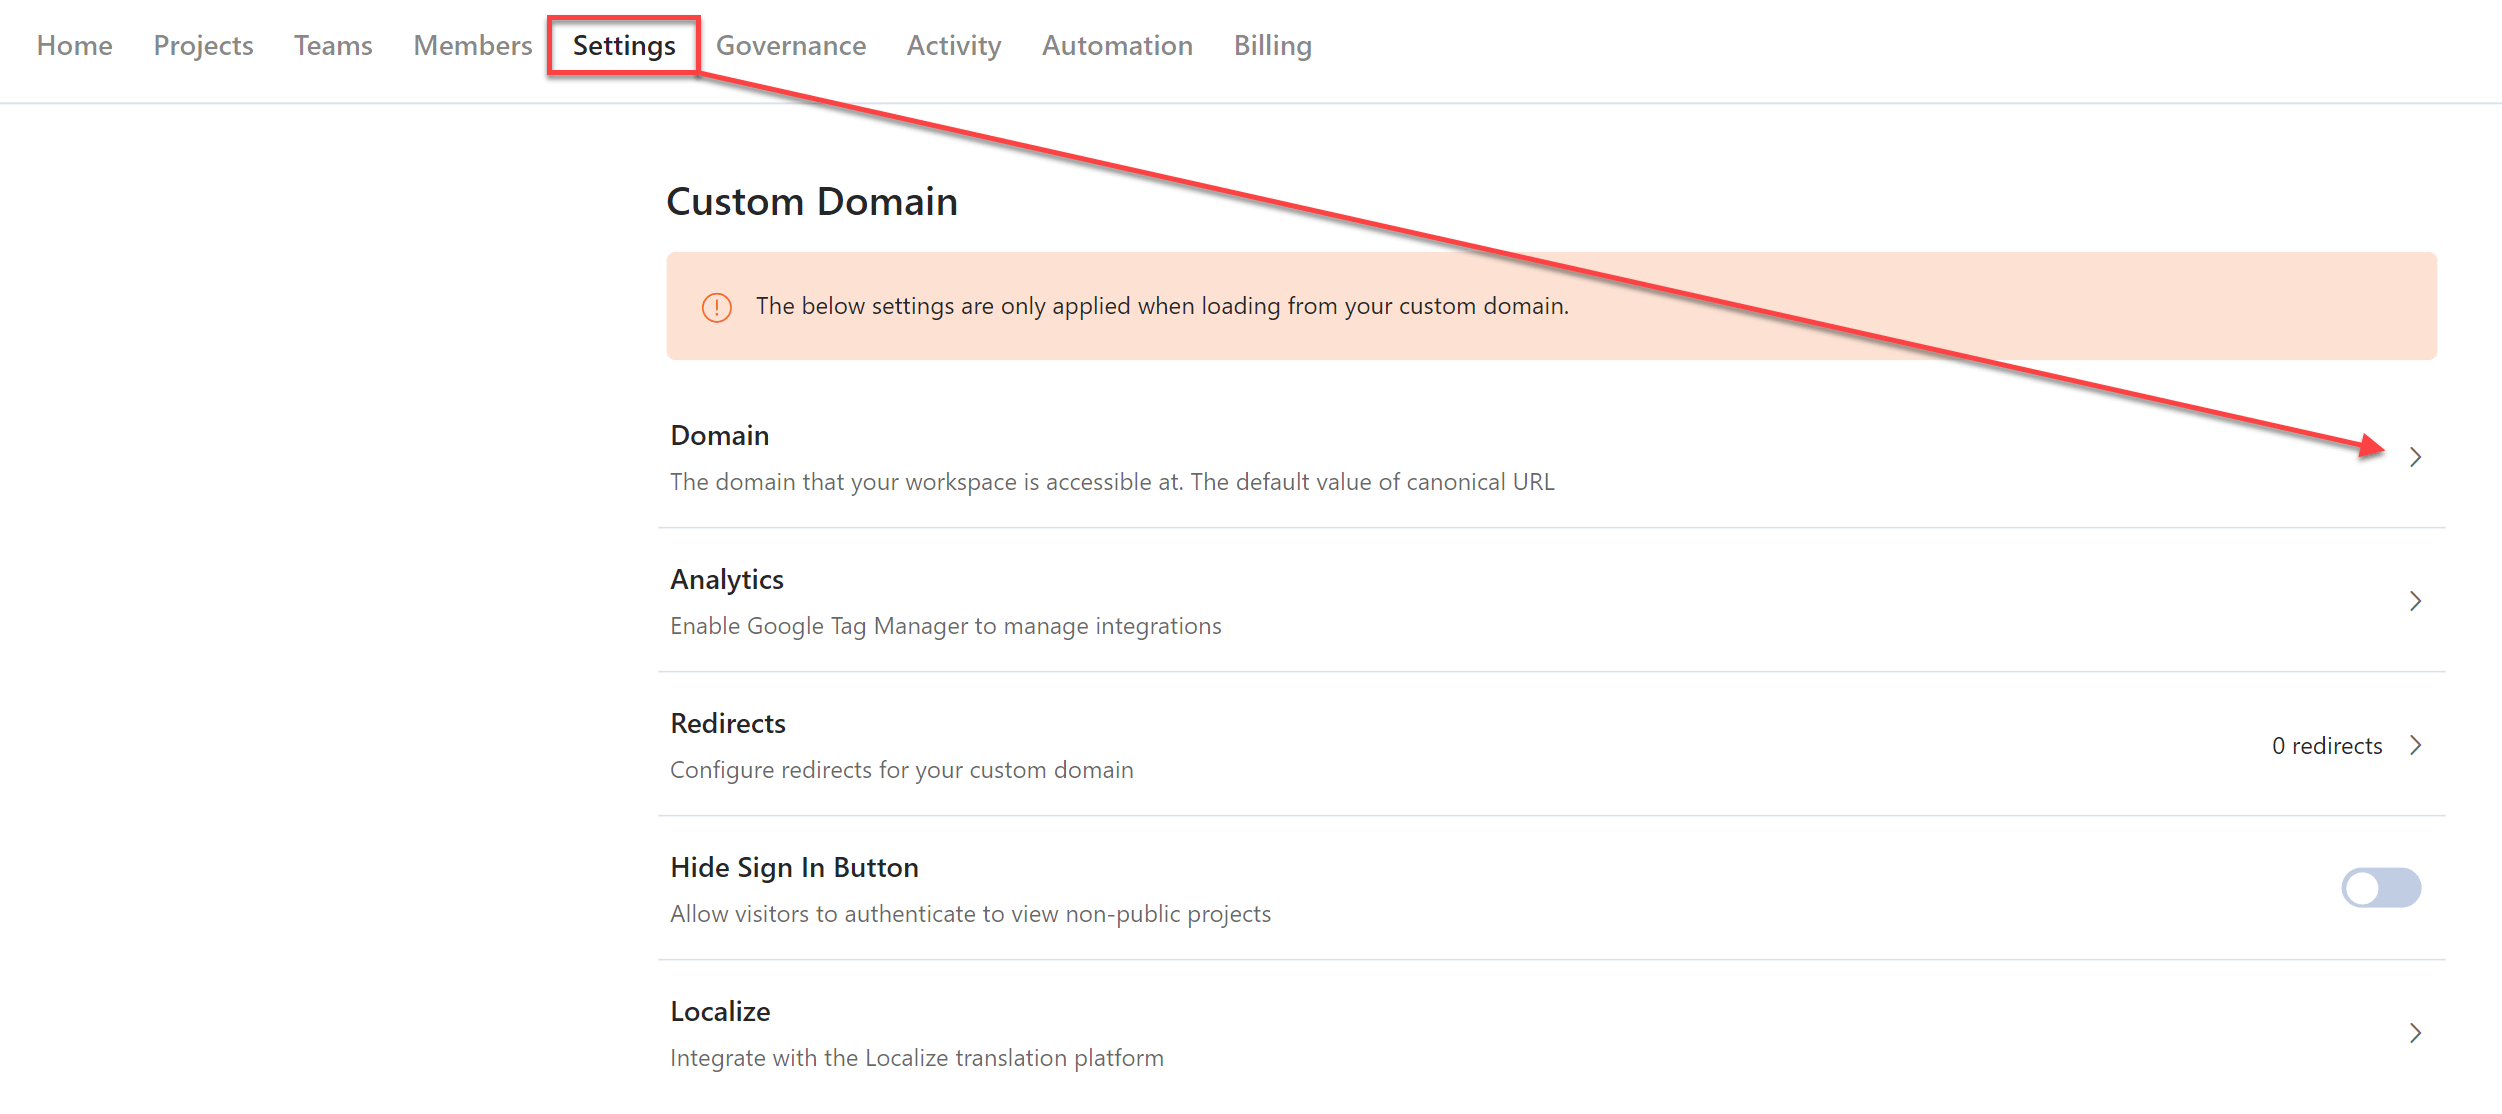 Home Projects Teams Members Settings Governance Activity Automation Billing
Custom Domain
The below settings are only applied when loading from your custom domain.
Domain
The domain that your workspace is accessible at. The default value of canonical URL
Analytics
Enable Google Tag Manager to manage integrations
Redirects
0 redirects
Configure redirects for your custom domain
Hide Sign In Button
Allow visitors to authenticate to view non-public projects
Localize
Integrate with the Localize translation platform